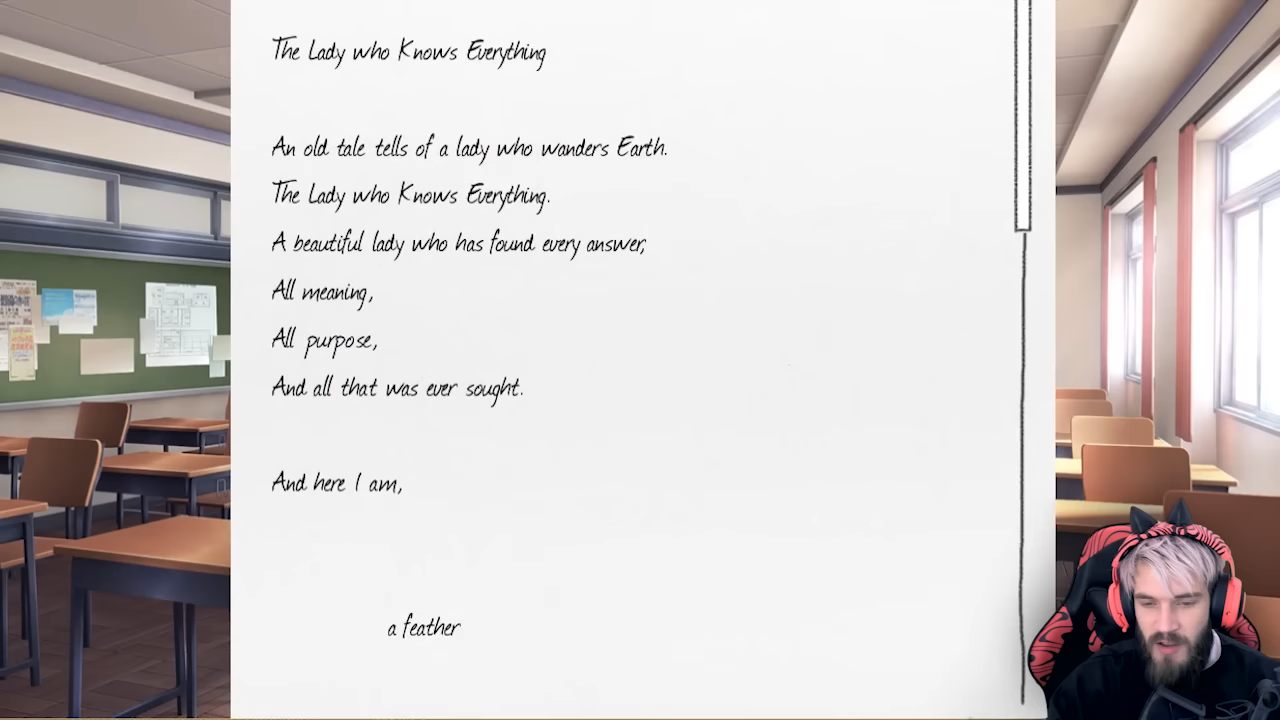 The Lady who Knows Everything
An old tale tells of a lady who wanders Earth.
The Lady who Knows Everything.
A beautiful lady who has found every answer,
All meaning,
All purpose,
And all that was ever sought.
And here I am,
a feather